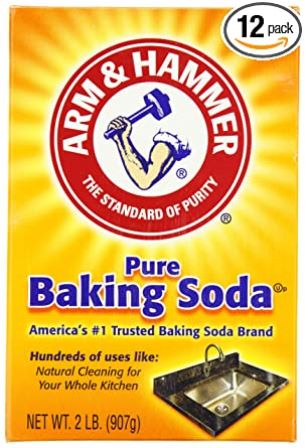 12 pack
ARM & HAMMER
THE STANDARD OF PURITY
®
®
Pure
Baking Soda
America's #1 Trusted Baking Soda Brand
Hundreds of uses like:
Natural Cleaning for
Your Whole Kitchen
NET WT. 2 LB. (907g)